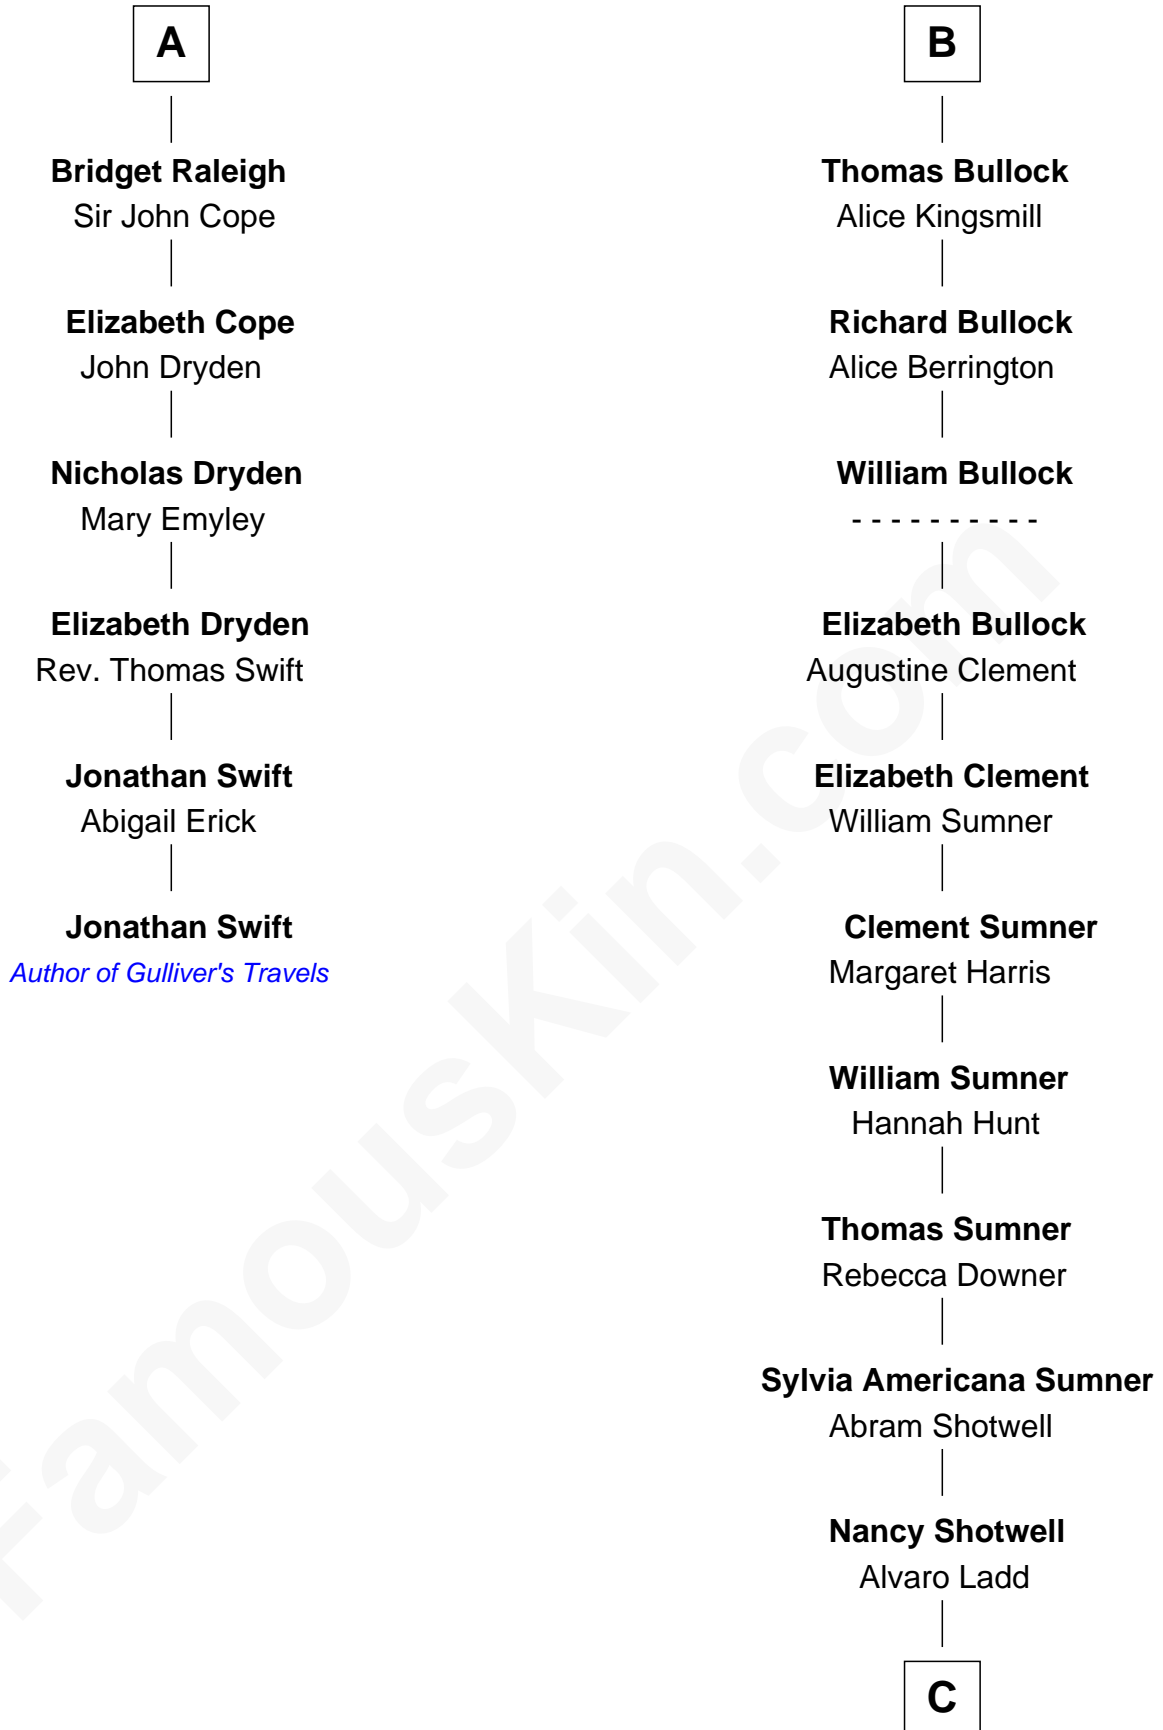 A
Bridget Raleigh
Sir John Cope
Elizabeth Cope
John Dryden
Nicholas Dryden
Mary Emyley
Elizabeth Dryden
Rev. Thomas Swift
Jonathan Swift
Abigail Erick
Jonathan Swift
Author of Gulliver's Travels
B
Thomas Bullock
Alice Kingsmill
Richard Bullock
Alice Berrington
William Bullock
- - - - - - - - - -
Elizabeth Bullock
Augustine Clement
Elizabeth Clement
William Sumner
Clement Sumner
Margaret Harris
William Sumner
Hannah Hunt
Thomas Sumner
Rebecca Downer
Sylvia Americana Sumner
Abram Shotwell
Nancy Shotwell
Alvaro Ladd
C
FamousKin.com